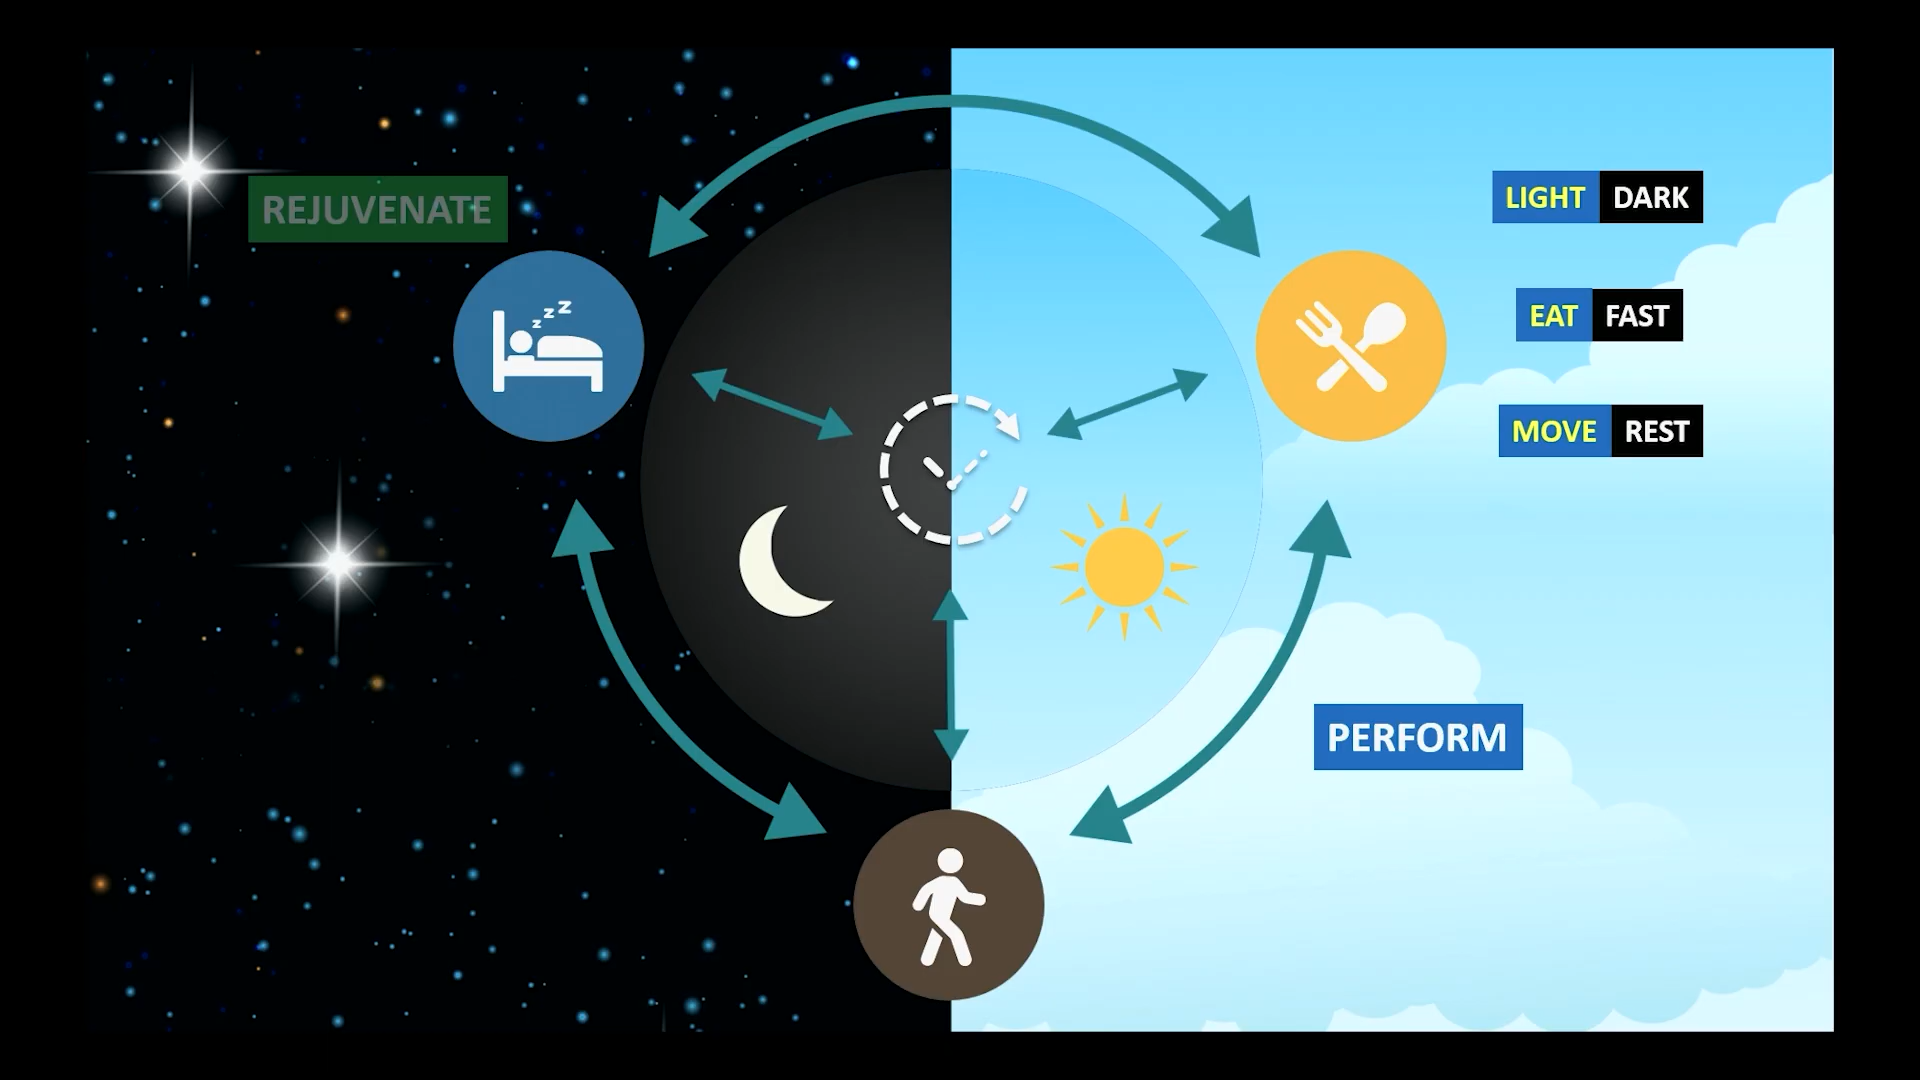 REJUVENATE
LIGHT DARK
EAT FAST
MOVE REST
PERFORM
z z z